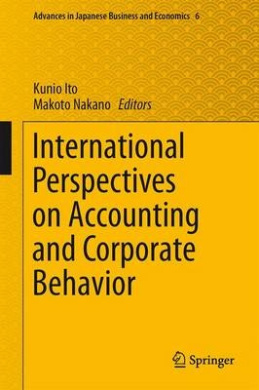 Advances in Japanese Business and Economics 6
Kunio Ito
Makoto Nakano Editors
International
Perspectives
on Accounting
and Corporate
Behavior
Springer